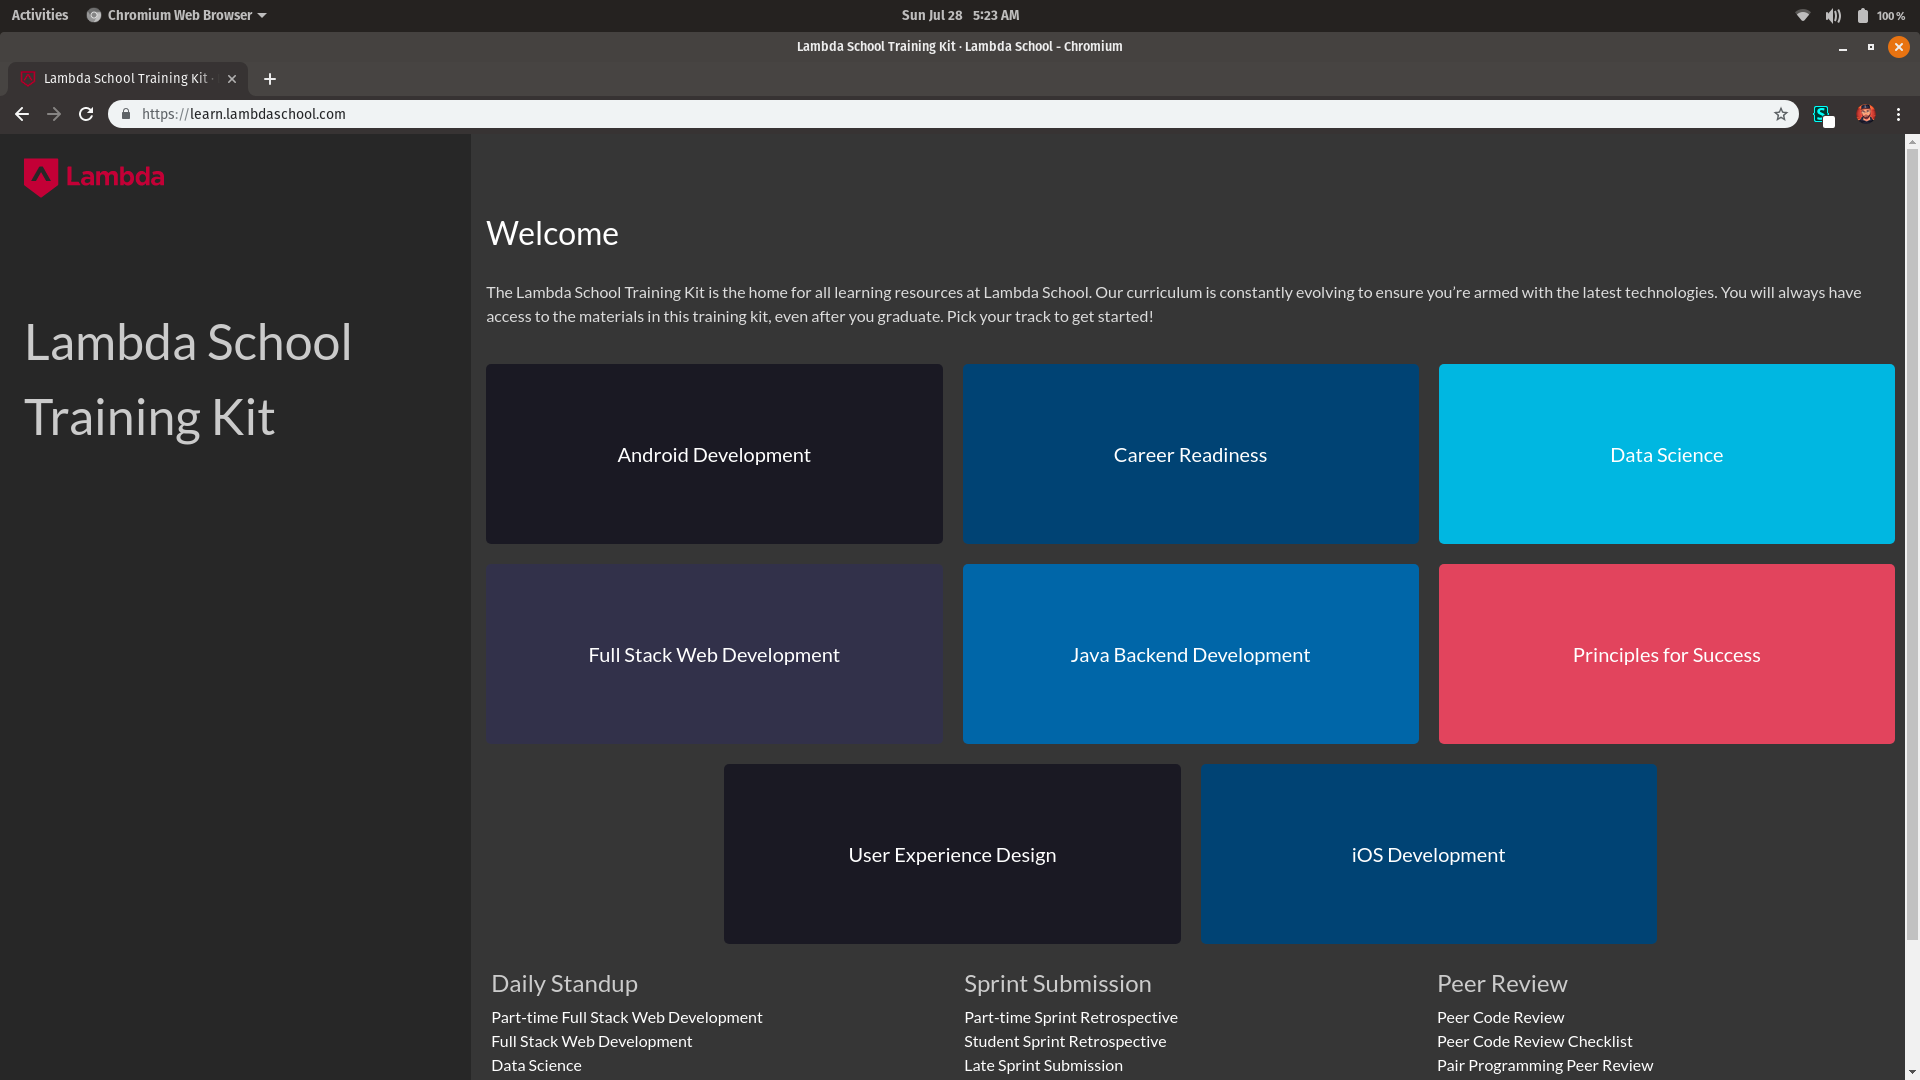 Activities Chromium Web Browser Sun Jul 28 5:23 AM 100 %
Lambda School Training Kit · Lambda School - Chromium
Lambda School Training Kit ·
https://learn.lambdaschool.com
Lambda
Lambda School
Training Kit
Welcome
The Lambda School Training Kit is the home for all learning resources at Lambda School. Our curriculum is constantly evolving to ensure you’re armed with the latest technologies. You will always have
access to the materials in this training kit, even after you graduate. Pick your track to get started!
Android Development
Career Readiness
Data Science
Full Stack Web Development
Java Backend Development
Principles for Success
User Experience Design
iOS Development
Daily Standup
Part-time Full Stack Web Development
Full Stack Web Development
Data Science
Sprint Submission
Part-time Sprint Retrospective
Student Sprint Retrospective
Late Sprint Submission
Peer Review
Peer Code Review
Peer Code Review Checklist
Pair Programming Peer Review